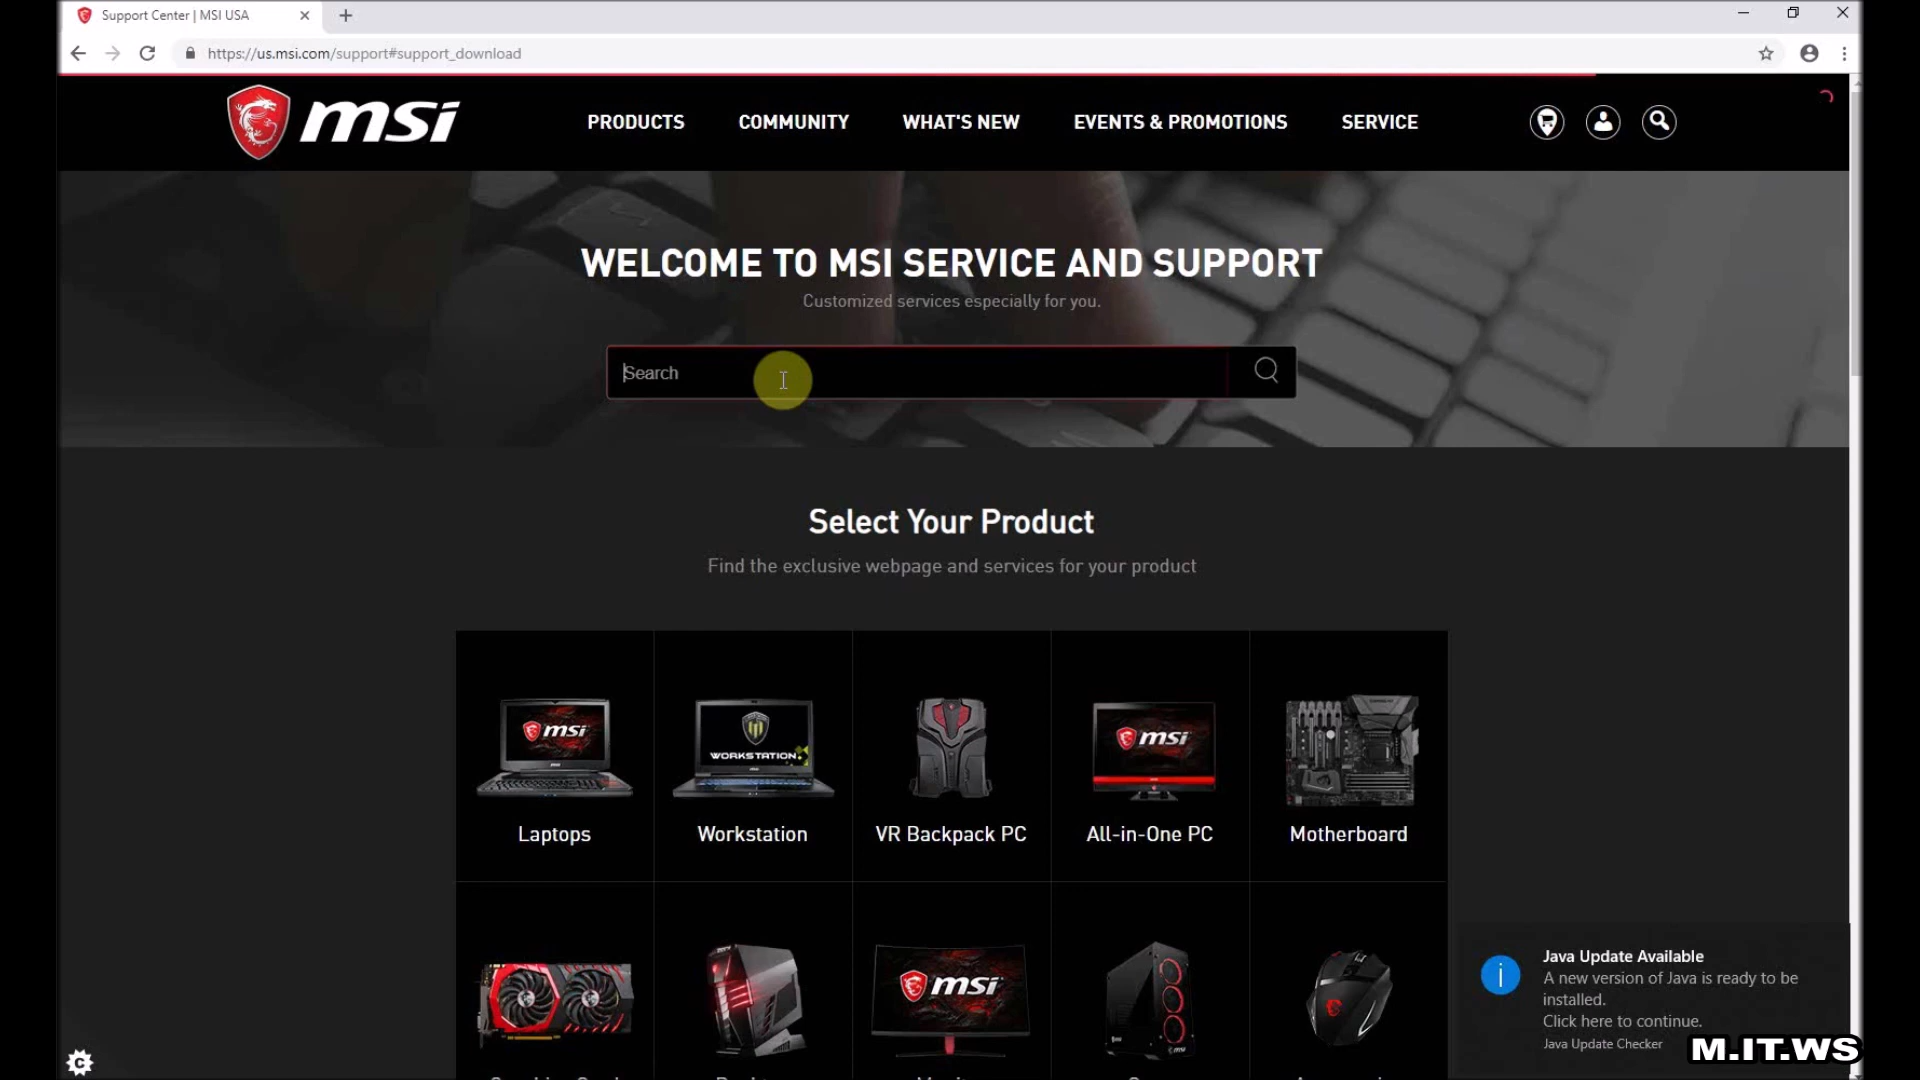 Support Center | MSI USA
https://us.msi.com/support#support_download
msi
PRODUCTS
COMMUNITY
WHAT'S NEW
EVENTS & PROMOTIONS
SERVICE
WELCOME TO MSI SERVICE AND SUPPORT
Customized services especially for you.
Search
Select Your Product
Find the exclusive webpage and services for your product
msi
WORKSTATION
msi
Laptops
Workstation
VR Backpack PC
All-in-One PC
Motherboard
msi
Java Update Available
A new version of Java is ready to be
installed.
Click here to continue.
Java Update Checker
M.IT.WS